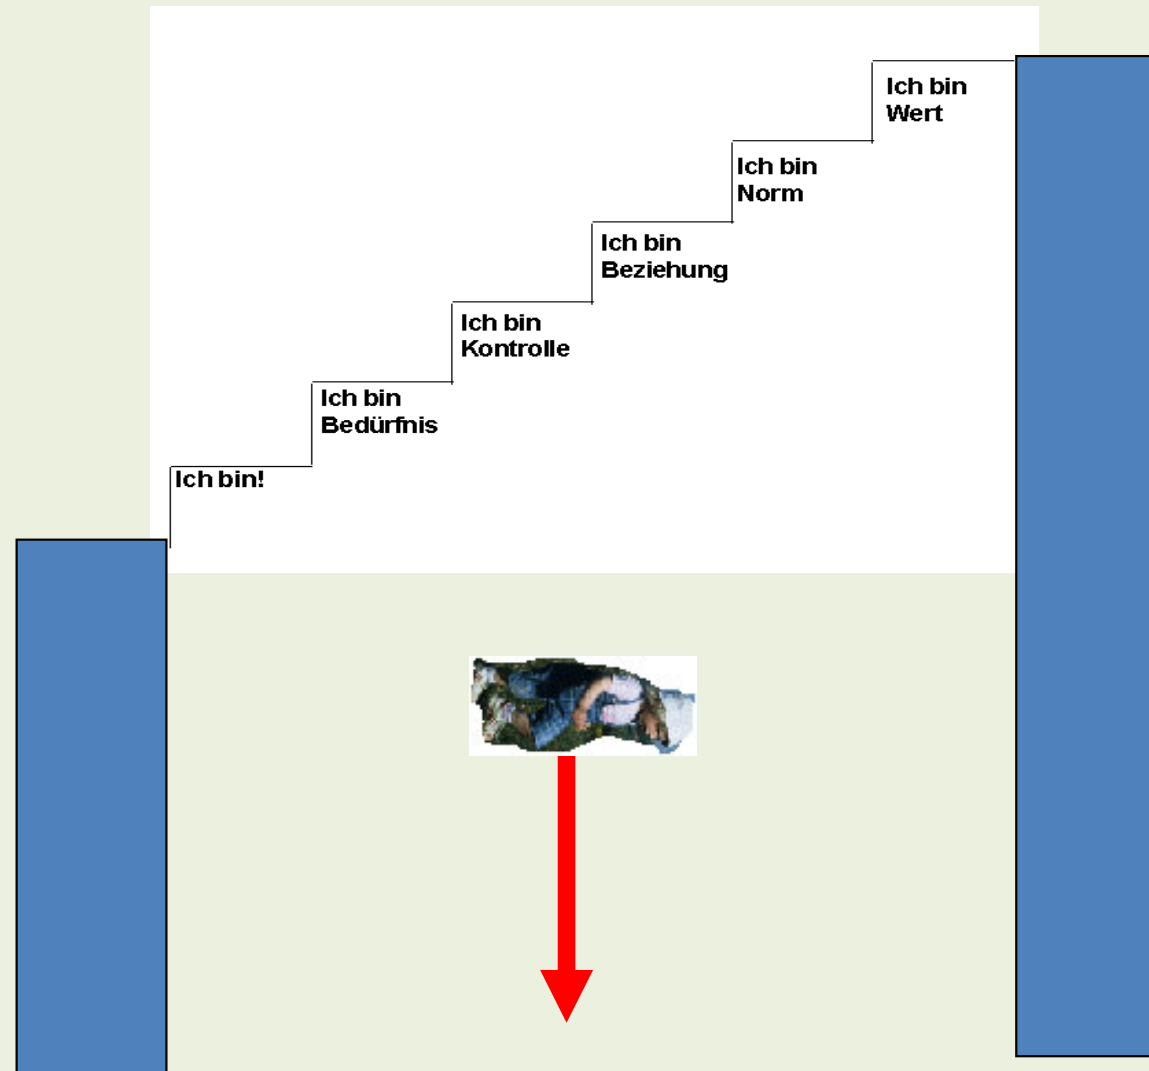 Ich bin
Wert
Ich bin
Norm
Ich bin
Beziehung
Ich bin
Kontrolle
Ich bin
Bedürfnis
Ich bin!